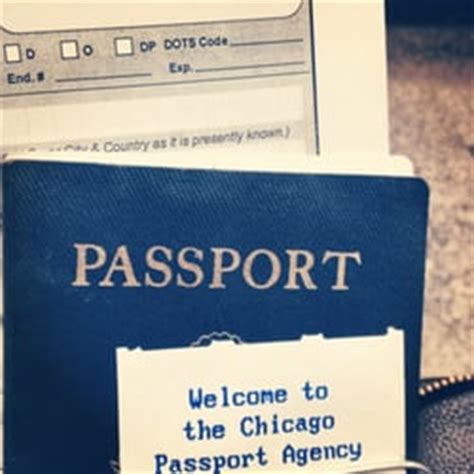 D O DP DOTS Code
End. # Exp.
City & Country as it is presently known.)
PASSPORT
Welcome to
the Chicago
Passport Agency